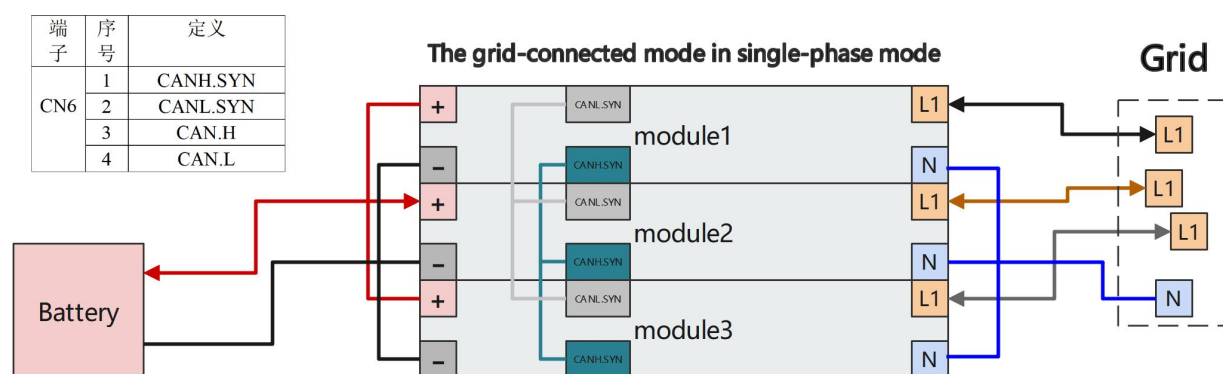 端子 序号 定义
CN6
1 CANH.SYN
2 CANL.SYN
3 CAN.H
4 CAN.L
The grid-connected mode in single-phase mode
Grid
+ CANL.SYN L1
module1
L1
− CANH.SYN N
+ CANL.SYN L1
L1
module2
L1
− CANH.SYN N
+ CANL.SYN L1
N
Battery
module3
− CANH.SYN N